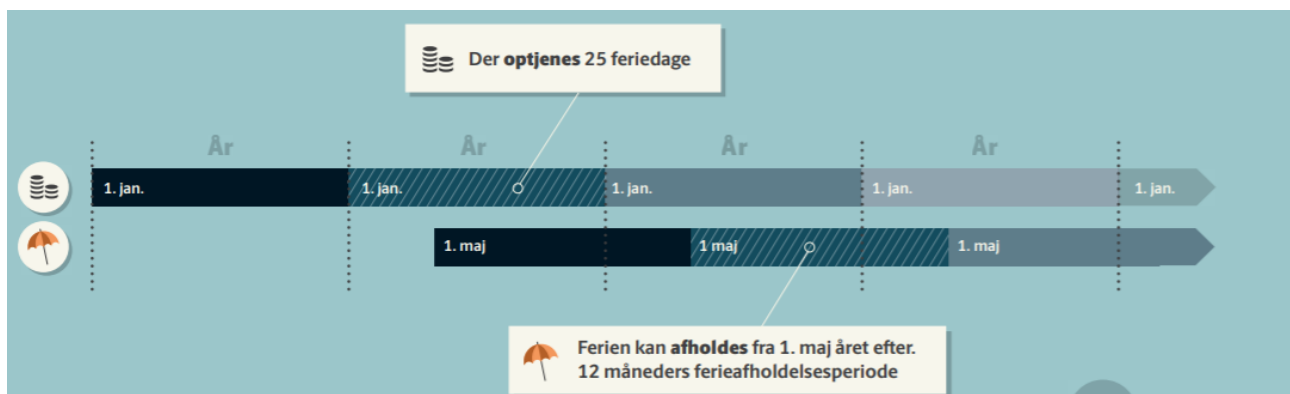 Der optjenes 25 feriedage
År År År År
1. jan. 1. jan. 1. jan. 1. jan. 1. jan.
1. maj 1 maj 1. maj
Ferien kan afholdes fra 1. maj året efter.
12 måneders ferieafholdelsesperiode